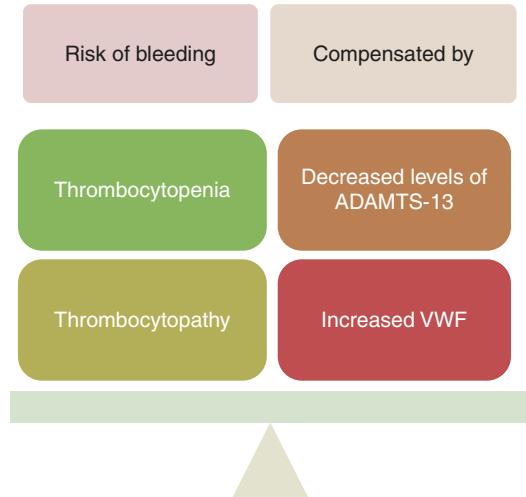 Risk of bleeding
Compensated by
Thrombocytopenia
Decreased levels of
ADAMTS-13
Thrombocytopathy
Increased VWF